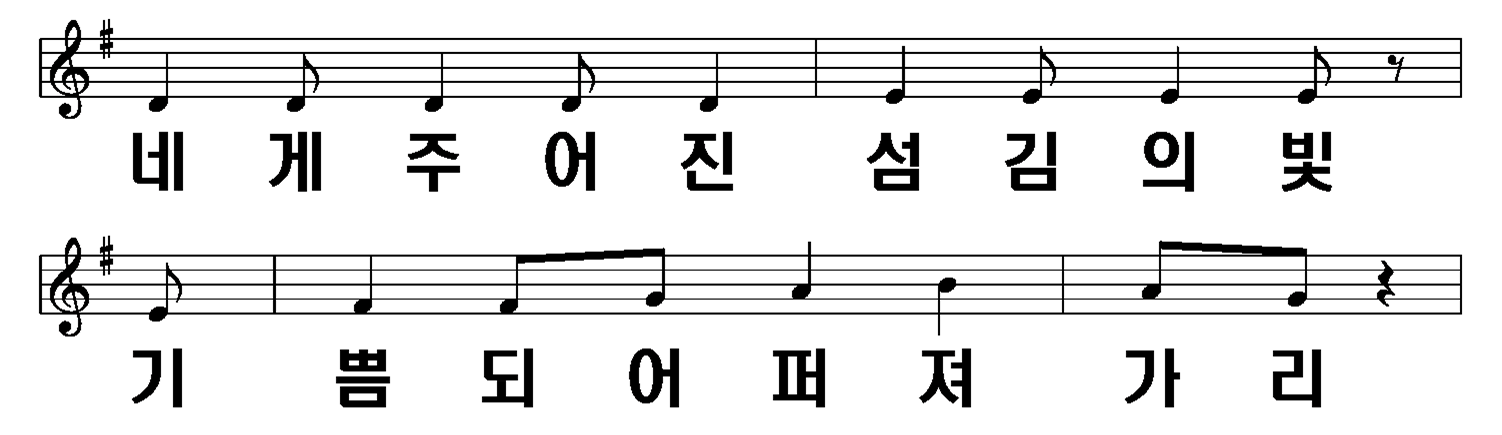 네 게 주 어 진 섬 김 의 빛
기 쁨 되 어 퍼 져 가 리